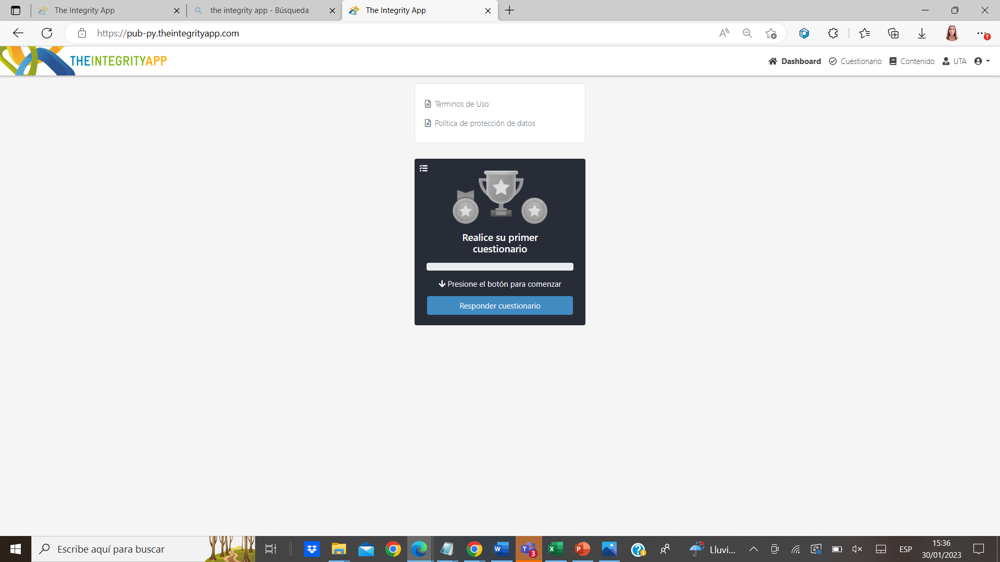 The Integrity App
the integrity app - Búsqueda
The Integrity App
https://pub-py.theintegrityapp.com
THEINTEGRITYAPP
Dashboard
Cuestionario
Contenido
UTA
Términos de Uso
Política de protección de datos
Realice su primer
cuestionario
Presione el botón para comenzar
Responder cuestionario
Escribe aquí para buscar
3
Lluvi...
ESP
15:36
30/01/2023